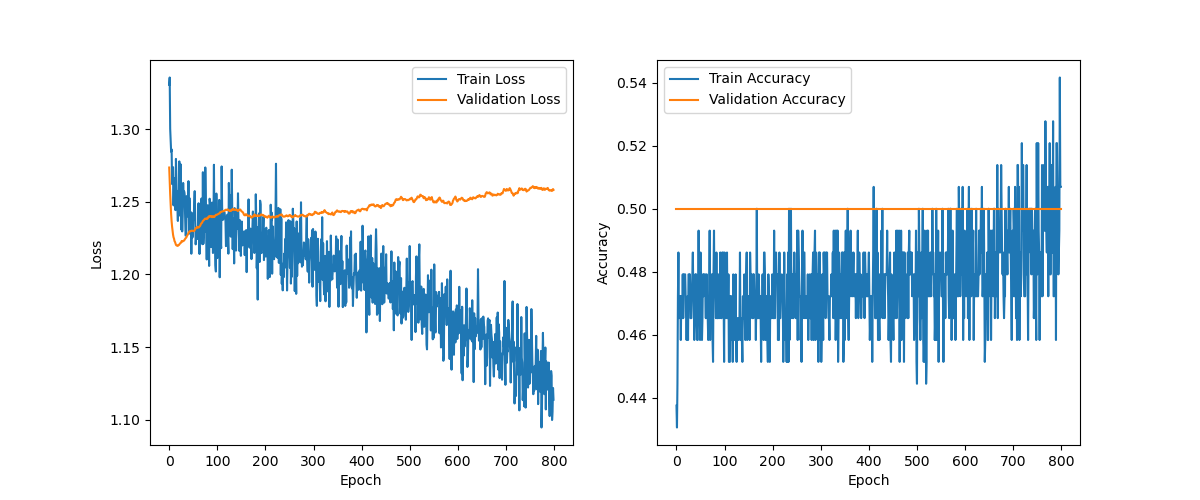 Train Loss
Validation Loss
1.30
1.25
1.20
1.15
1.10
Loss
0 100 200 300 400 500 600 700 800
Epoch
Train Accuracy
Validation Accuracy
0.54
0.52
0.50
0.48
0.46
0.44
Accuracy
0 100 200 300 400 500 600 700 800
Epoch